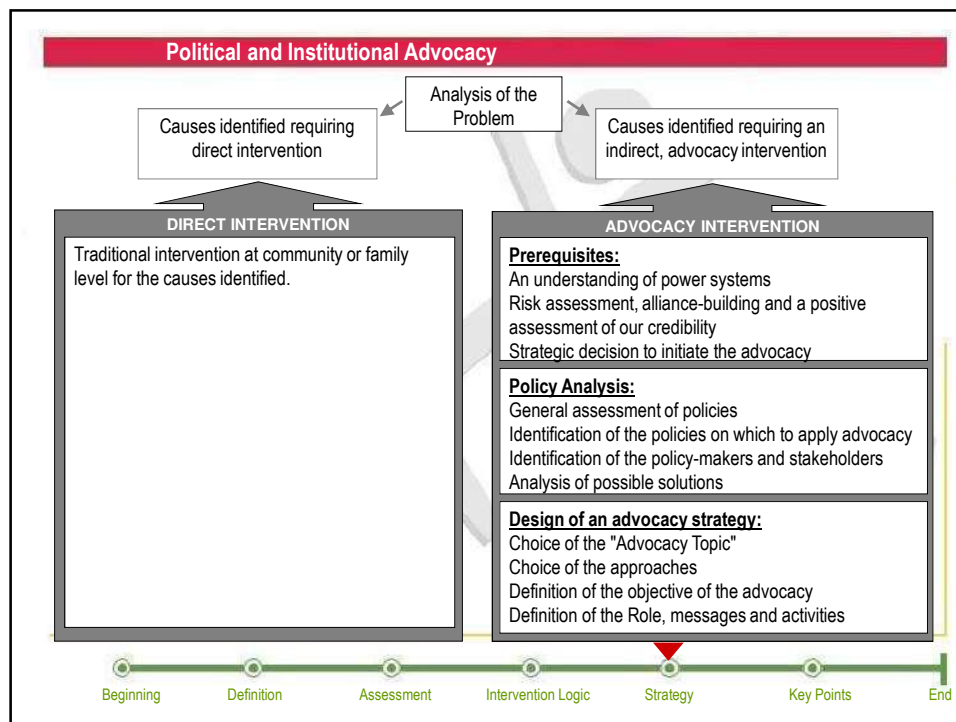 Political and Institutional Advocacy
Analysis of the
Problem
Causes identified requiring
direct intervention
Causes identified requiring an
indirect, advocacy intervention
DIRECT INTERVENTION
Traditional intervention at community or family
level for the causes identified.
ADVOCACY INTERVENTION
Prerequisites:
An understanding of power systems
Risk assessment, alliance-building and a positive
assessment of our credibility
Strategic decision to initiate the advocacy
Policy Analysis:
General assessment of policies
Identification of the policies on which to apply advocacy
Identification of the policy-makers and stakeholders
Analysis of possible solutions
Design of an advocacy strategy:
Choice of the "Advocacy Topic"
Choice of the approaches
Definition of the objective of the advocacy
Definition of the Role, messages and activities
Beginning
Definition
Assessment
Intervention Logic
Strategy
Key Points
End